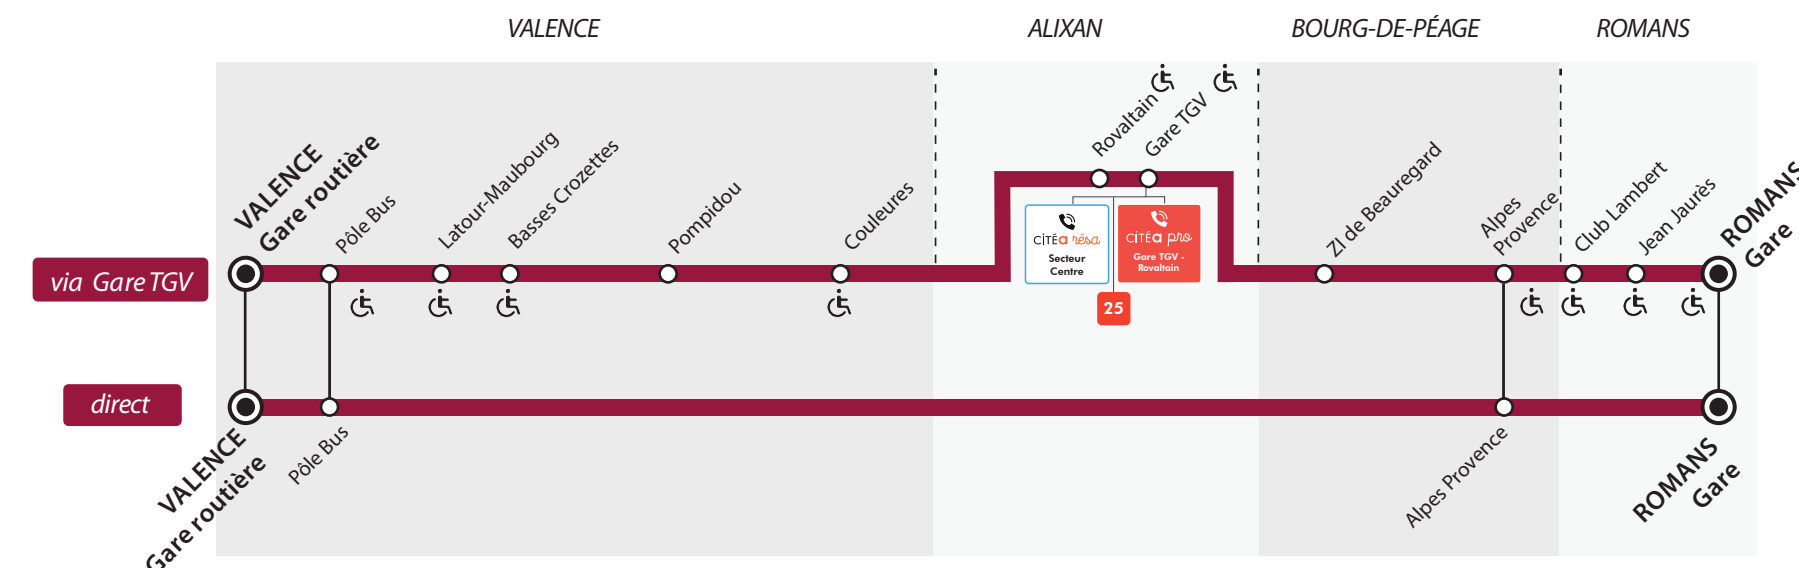 VALENCE
ALIXAN
BOURG-DE-PÉAGE
ROMANS
via Gare TGV
VALENCE
Gare routière
Pôle Bus
Latour-Maubourg
Basses Crozettes
Pompidou
Couleures
Rovaltain
Gare TGV
CITÉA résa
Secteur
Centre
CITÉA pro
Gare TGV -
Rovaltain
25
ZI de Beauregard
Alpes
Provence
Club Lambert
Jean Jaurès
ROMANS
Gare
direct
VALENCE
Gare routière
Pôle Bus
Alpes Provence
ROMANS
Gare